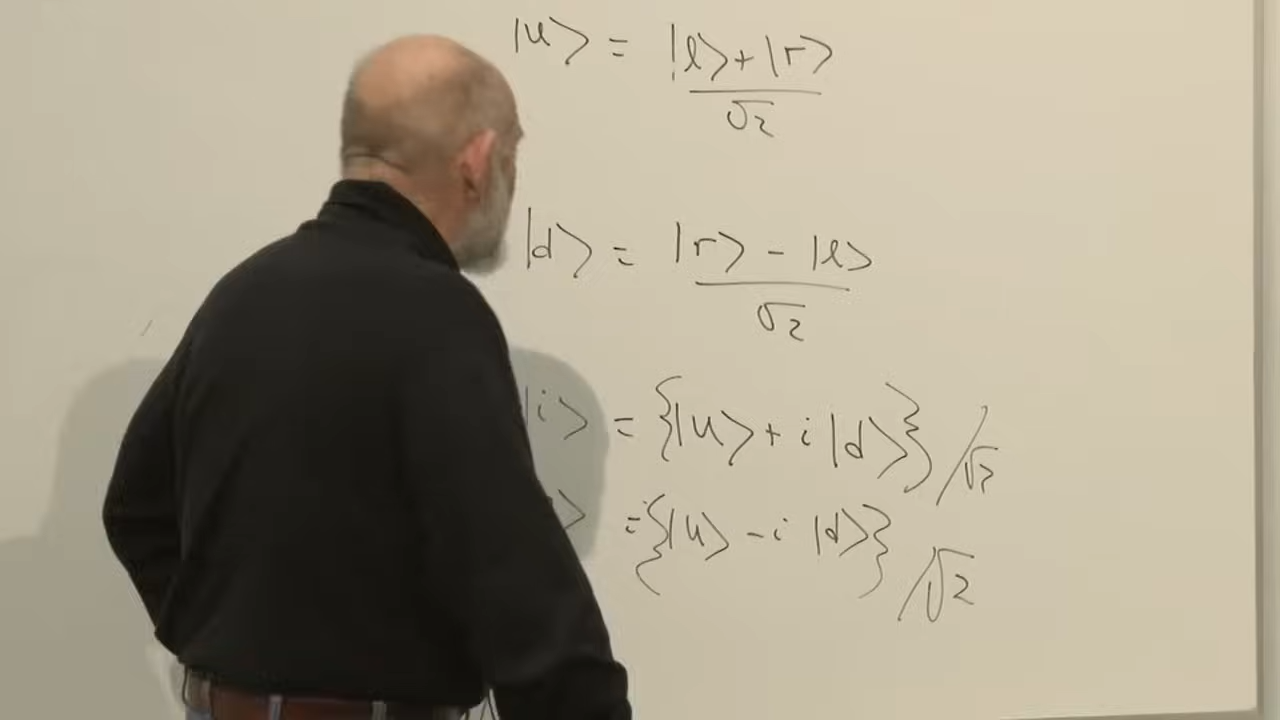 |u> = |l> + |r>
√2
|d> = |r> - |l>
√2
|i> = {|u> + i |d>} / √2
> = {|u> - i |d>} / √2